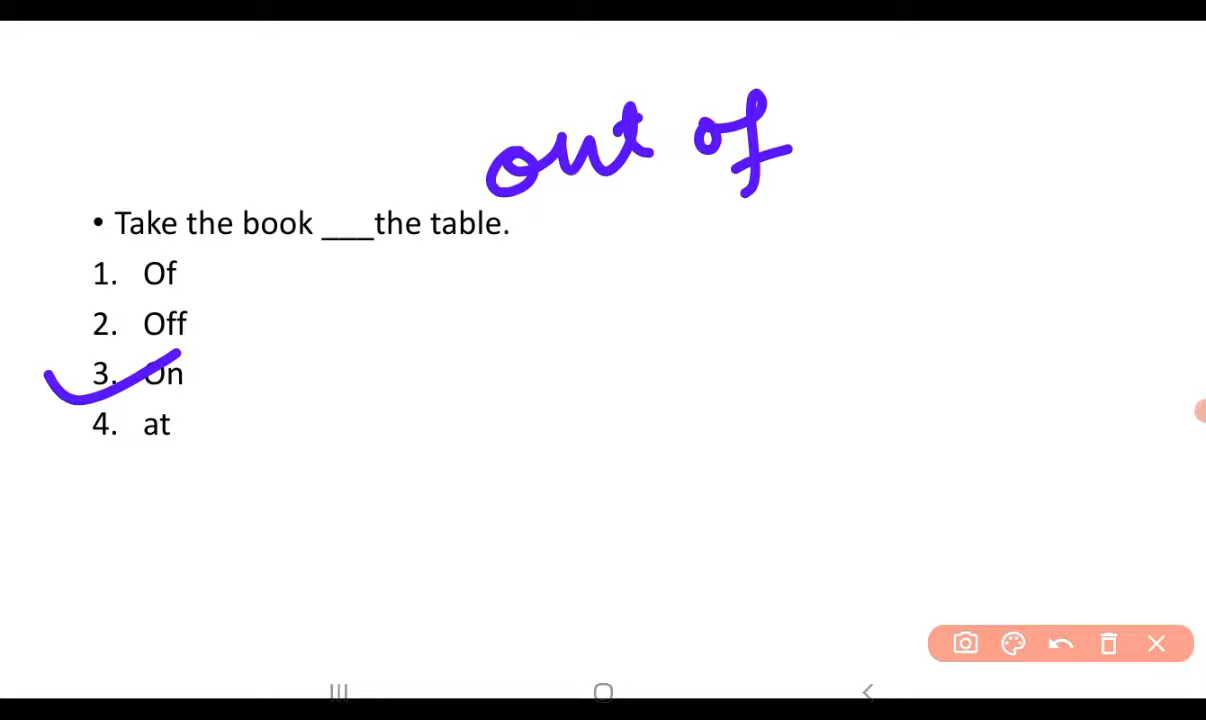 out of
• Take the book ___the table.
1. Of
2. Off
3. On
4. at